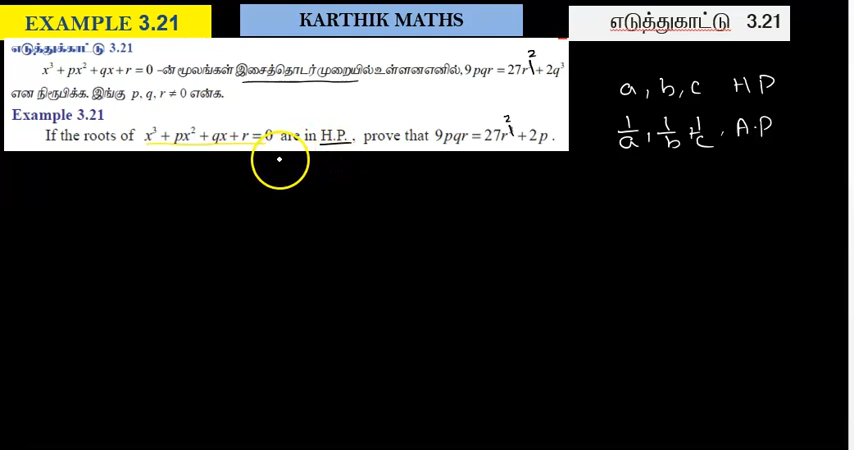 EXAMPLE 3.21
KARTHIK MATHS
எடுத்துகாட்டு 3.21
எடுத்துக்காட்டு 3.21
x³ + px² + qx + r = 0 -ன் மூலங்கள் இசைத்தொடர்முறையில் உள்ளனஎனில், 9pqr = 27r² + 2q³
என நிரூபிக்க. இங்கு p, q, r ≠ 0 என்க.
Example 3.21
If the roots of x³ + px² + qx + r = 0 are in H.P., prove that 9pqr = 27r² + 2p.
a, b, c HP
1/a, 1/b, 1/c, A.P